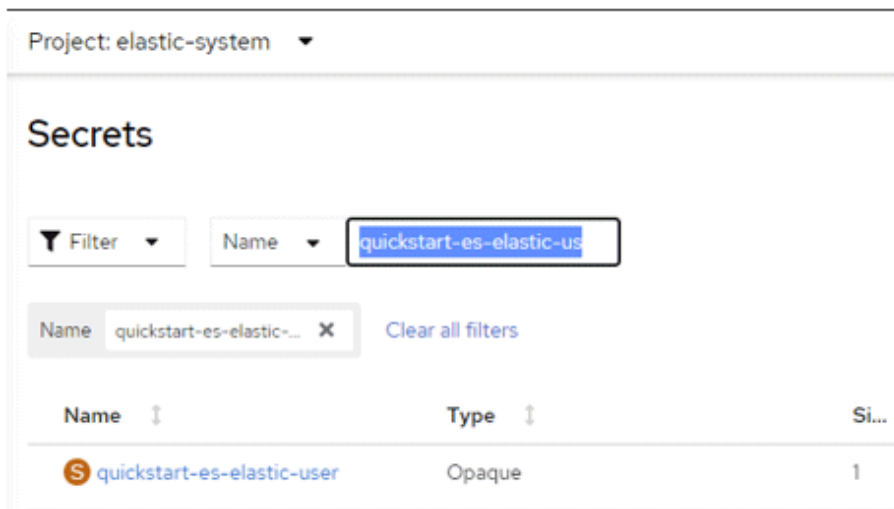 Project: elastic-system
Secrets
Filter Name quickstart-es-elastic-us
Name quickstart-es-elastic-... Clear all filters
Name Type Si...
S quickstart-es-elastic-user Opaque 1